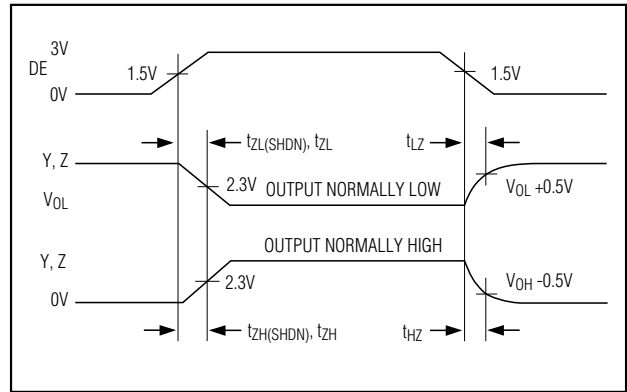 3V
DE
1.5V
1.5V
0V
tZL(SHDN), tZL
tLZ
Y, Z
2.3V
OUTPUT NORMALLY LOW
VOL +0.5V
VOL
OUTPUT NORMALLY HIGH
Y, Z
2.3V
VOH -0.5V
0V
tZH(SHDN), tZH
tHZ